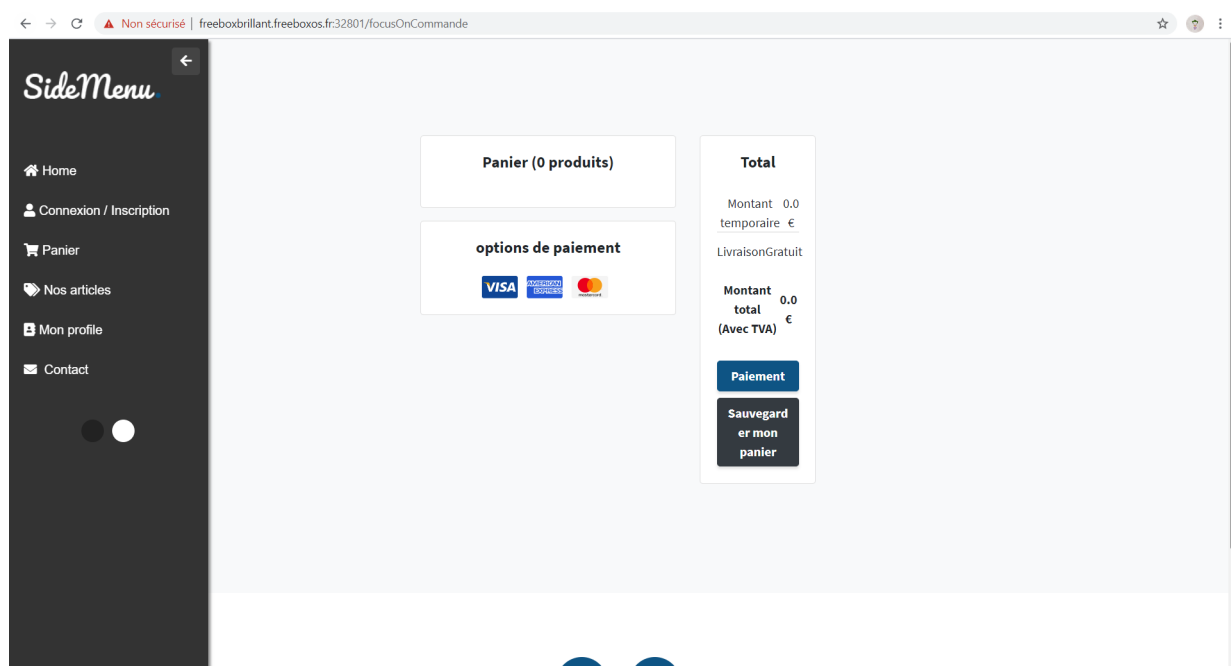 Non sécurisé | freeboxbrillant.freeboxos.fr:32801/focusOnCommande
SideMenu.
Home
Connexion / Inscription
Panier
Nos articles
Mon profile
Contact
Panier (0 produits)
options de paiement
VISA
AMERICAN
EXPRESS
mastercard
Total
Montant 0.0
temporaire €
LivraisonGratuit
Montant
total 0.0
(Avec TVA) €
Paiement
Sauvegard
er mon
panier